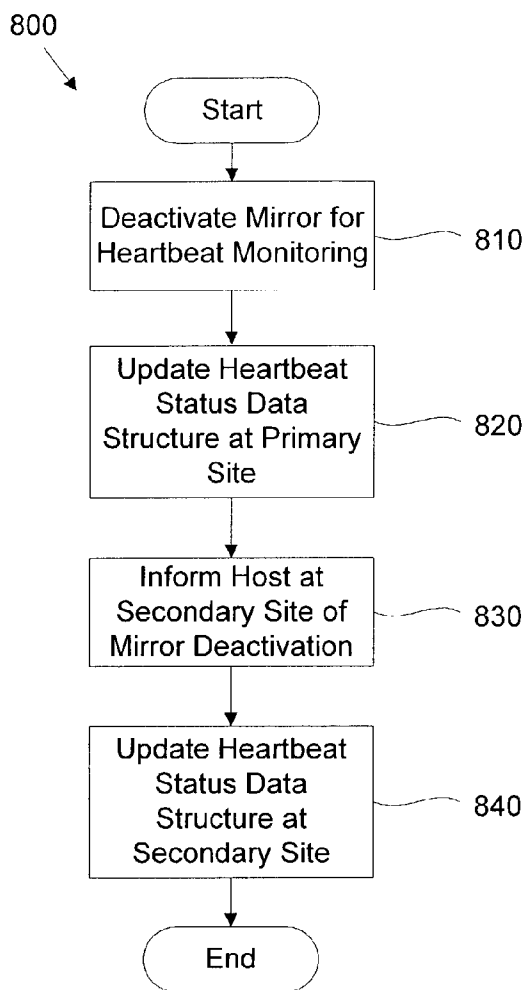 800
Start
Deactivate Mirror for
Heartbeat Monitoring
810
Update Heartbeat
Status Data
Structure at Primary
Site
820
Inform Host at
Secondary Site of
Mirror Deactivation
830
Update Heartbeat
Status Data
Structure at
Secondary Site
840
End